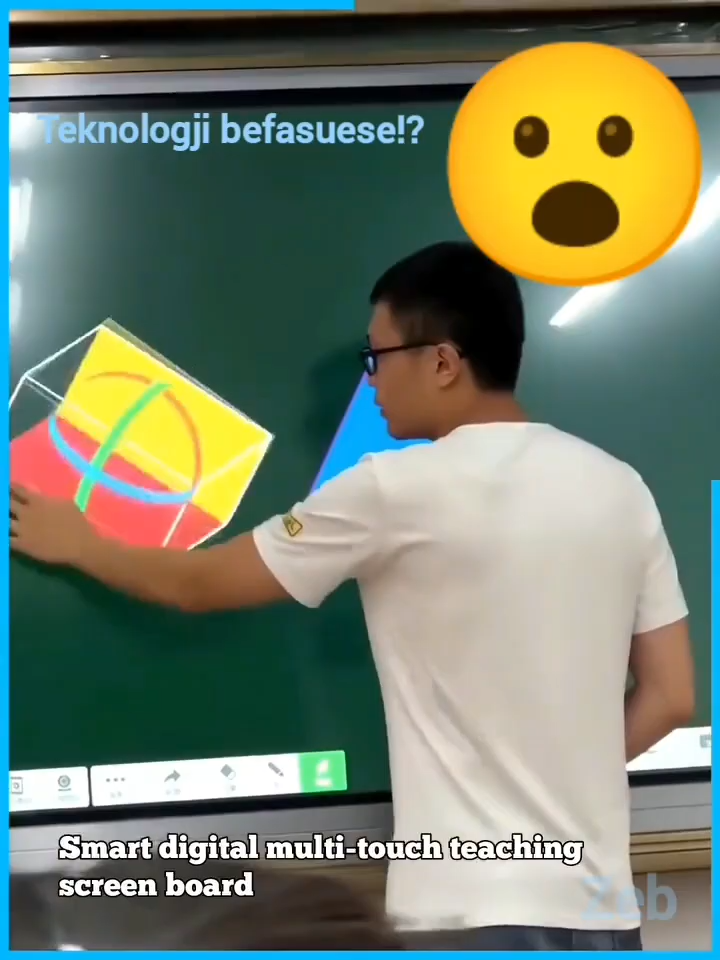 Teknologji befasuese!?
Smart digital multi-touch teaching
screen board
Zeb